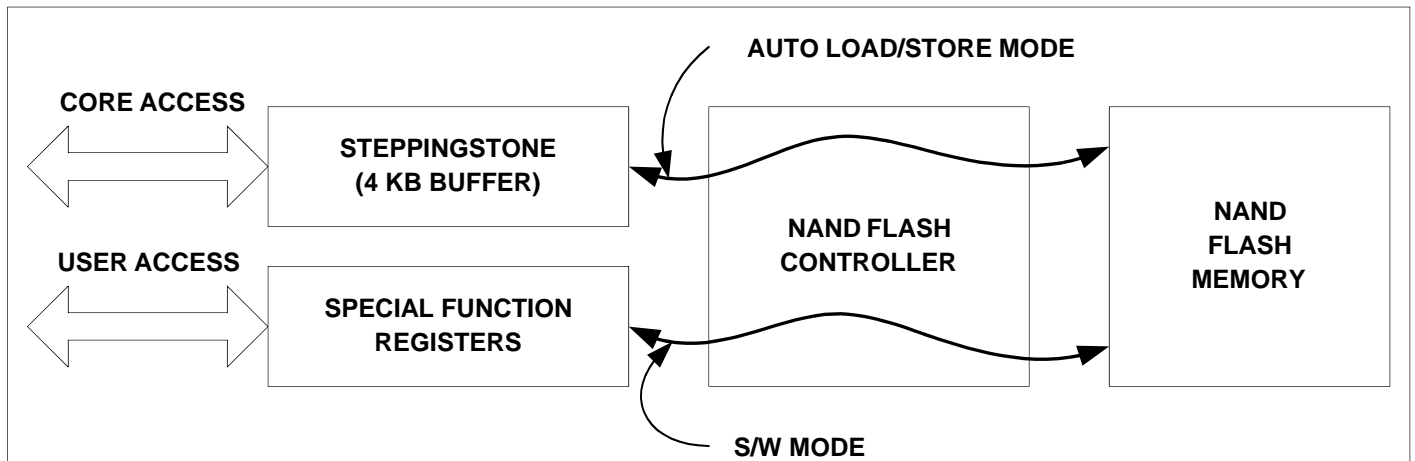 AUTO LOAD/STORE MODE
CORE ACCESS
STEPPINGSTONE
(4 KB BUFFER)
NAND FLASH
CONTROLLER
NAND
FLASH
MEMORY
USER ACCESS
SPECIAL FUNCTION
REGISTERS
S/W MODE